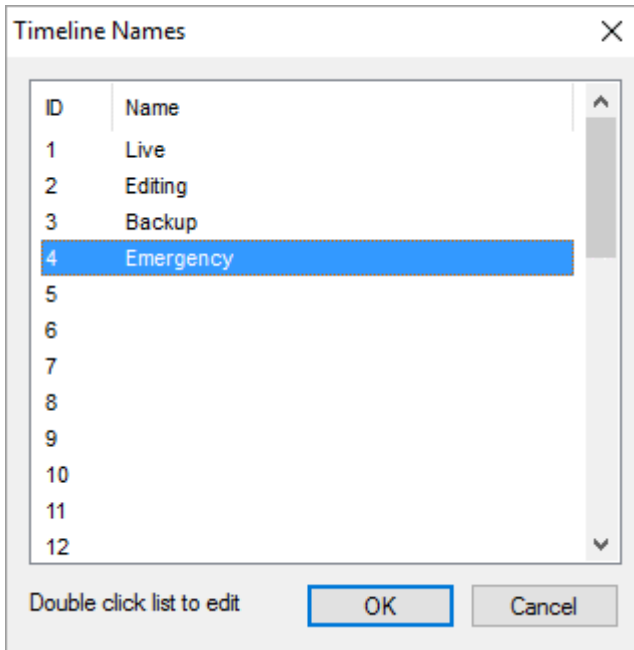 Timeline Names
ID Name
1 Live
2 Editing
3 Backup
4 Emergency
5
6
7
8
9
10
11
12
Double click list to edit OK Cancel